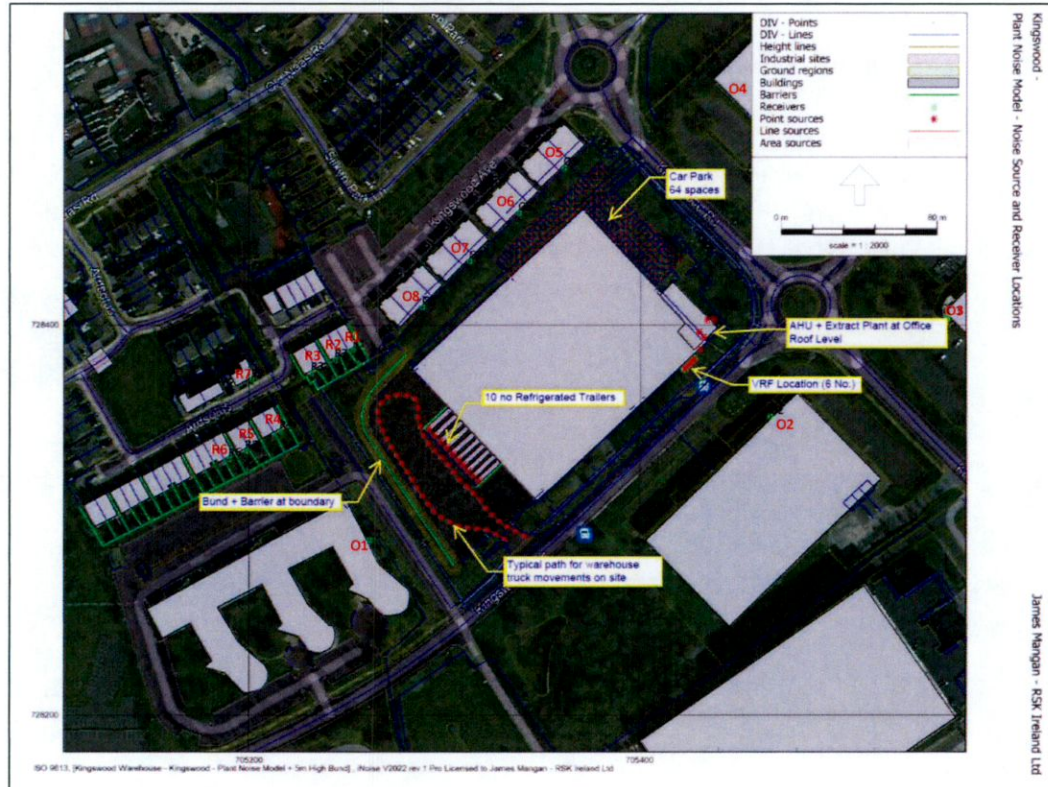 Kingswood -
Plant Noise Model - Noise Source and Receiver Locations
DIV - Points
DIV - Lines
Height lines
Industrial sites
Ground regions
Buildings
Barriers
Receivers
Point sources
Line sources
Area sources
0 m
80 m
scale = 1 : 2000
O4
O5
Car Park
64 spaces
O6
Kingswood Ave
O7
O8
O3
728400
AHU + Extract Plant at Office
Roof Level
R1
R2
R3
R7
VRF Location (6 No.)
10 no Refrigerated Trailers
R4
R5
R6
O2
Bund + Barrier at boundary
O1
Typical path for warehouse
truck movements on site
728200
705200
705400
ISO 9613, [Kingswood Warehouse - Kingswood - Plant Noise Model + 5m High Bund] , iNoise V2022 rev 1 Pro Licensed to James Mangan - RSK Ireland Ltd
James Mangan - RSK Ireland Ltd